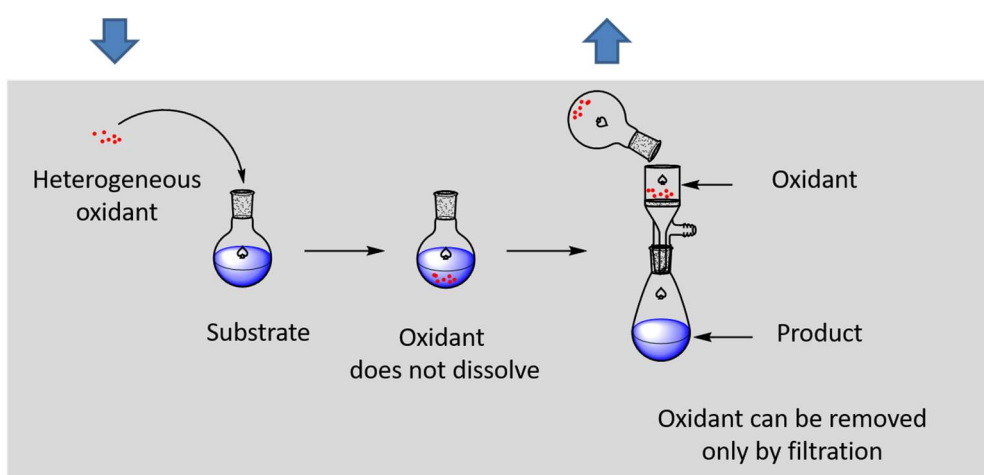 Heterogeneous
oxidant
Substrate
Oxidant
does not dissolve
Oxidant
Product
Oxidant can be removed
only by filtration